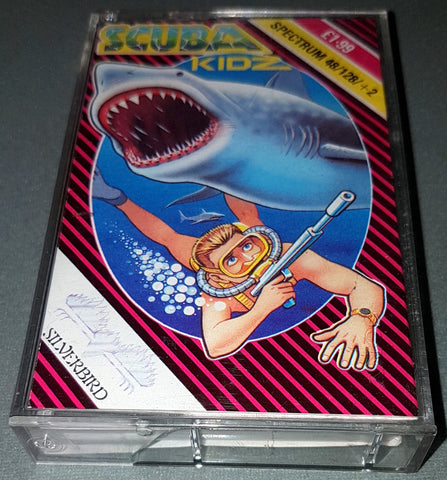 SCUBA
KIDZ
£1·99
SPECTRUM 48/128/+2
SILVERBIRD